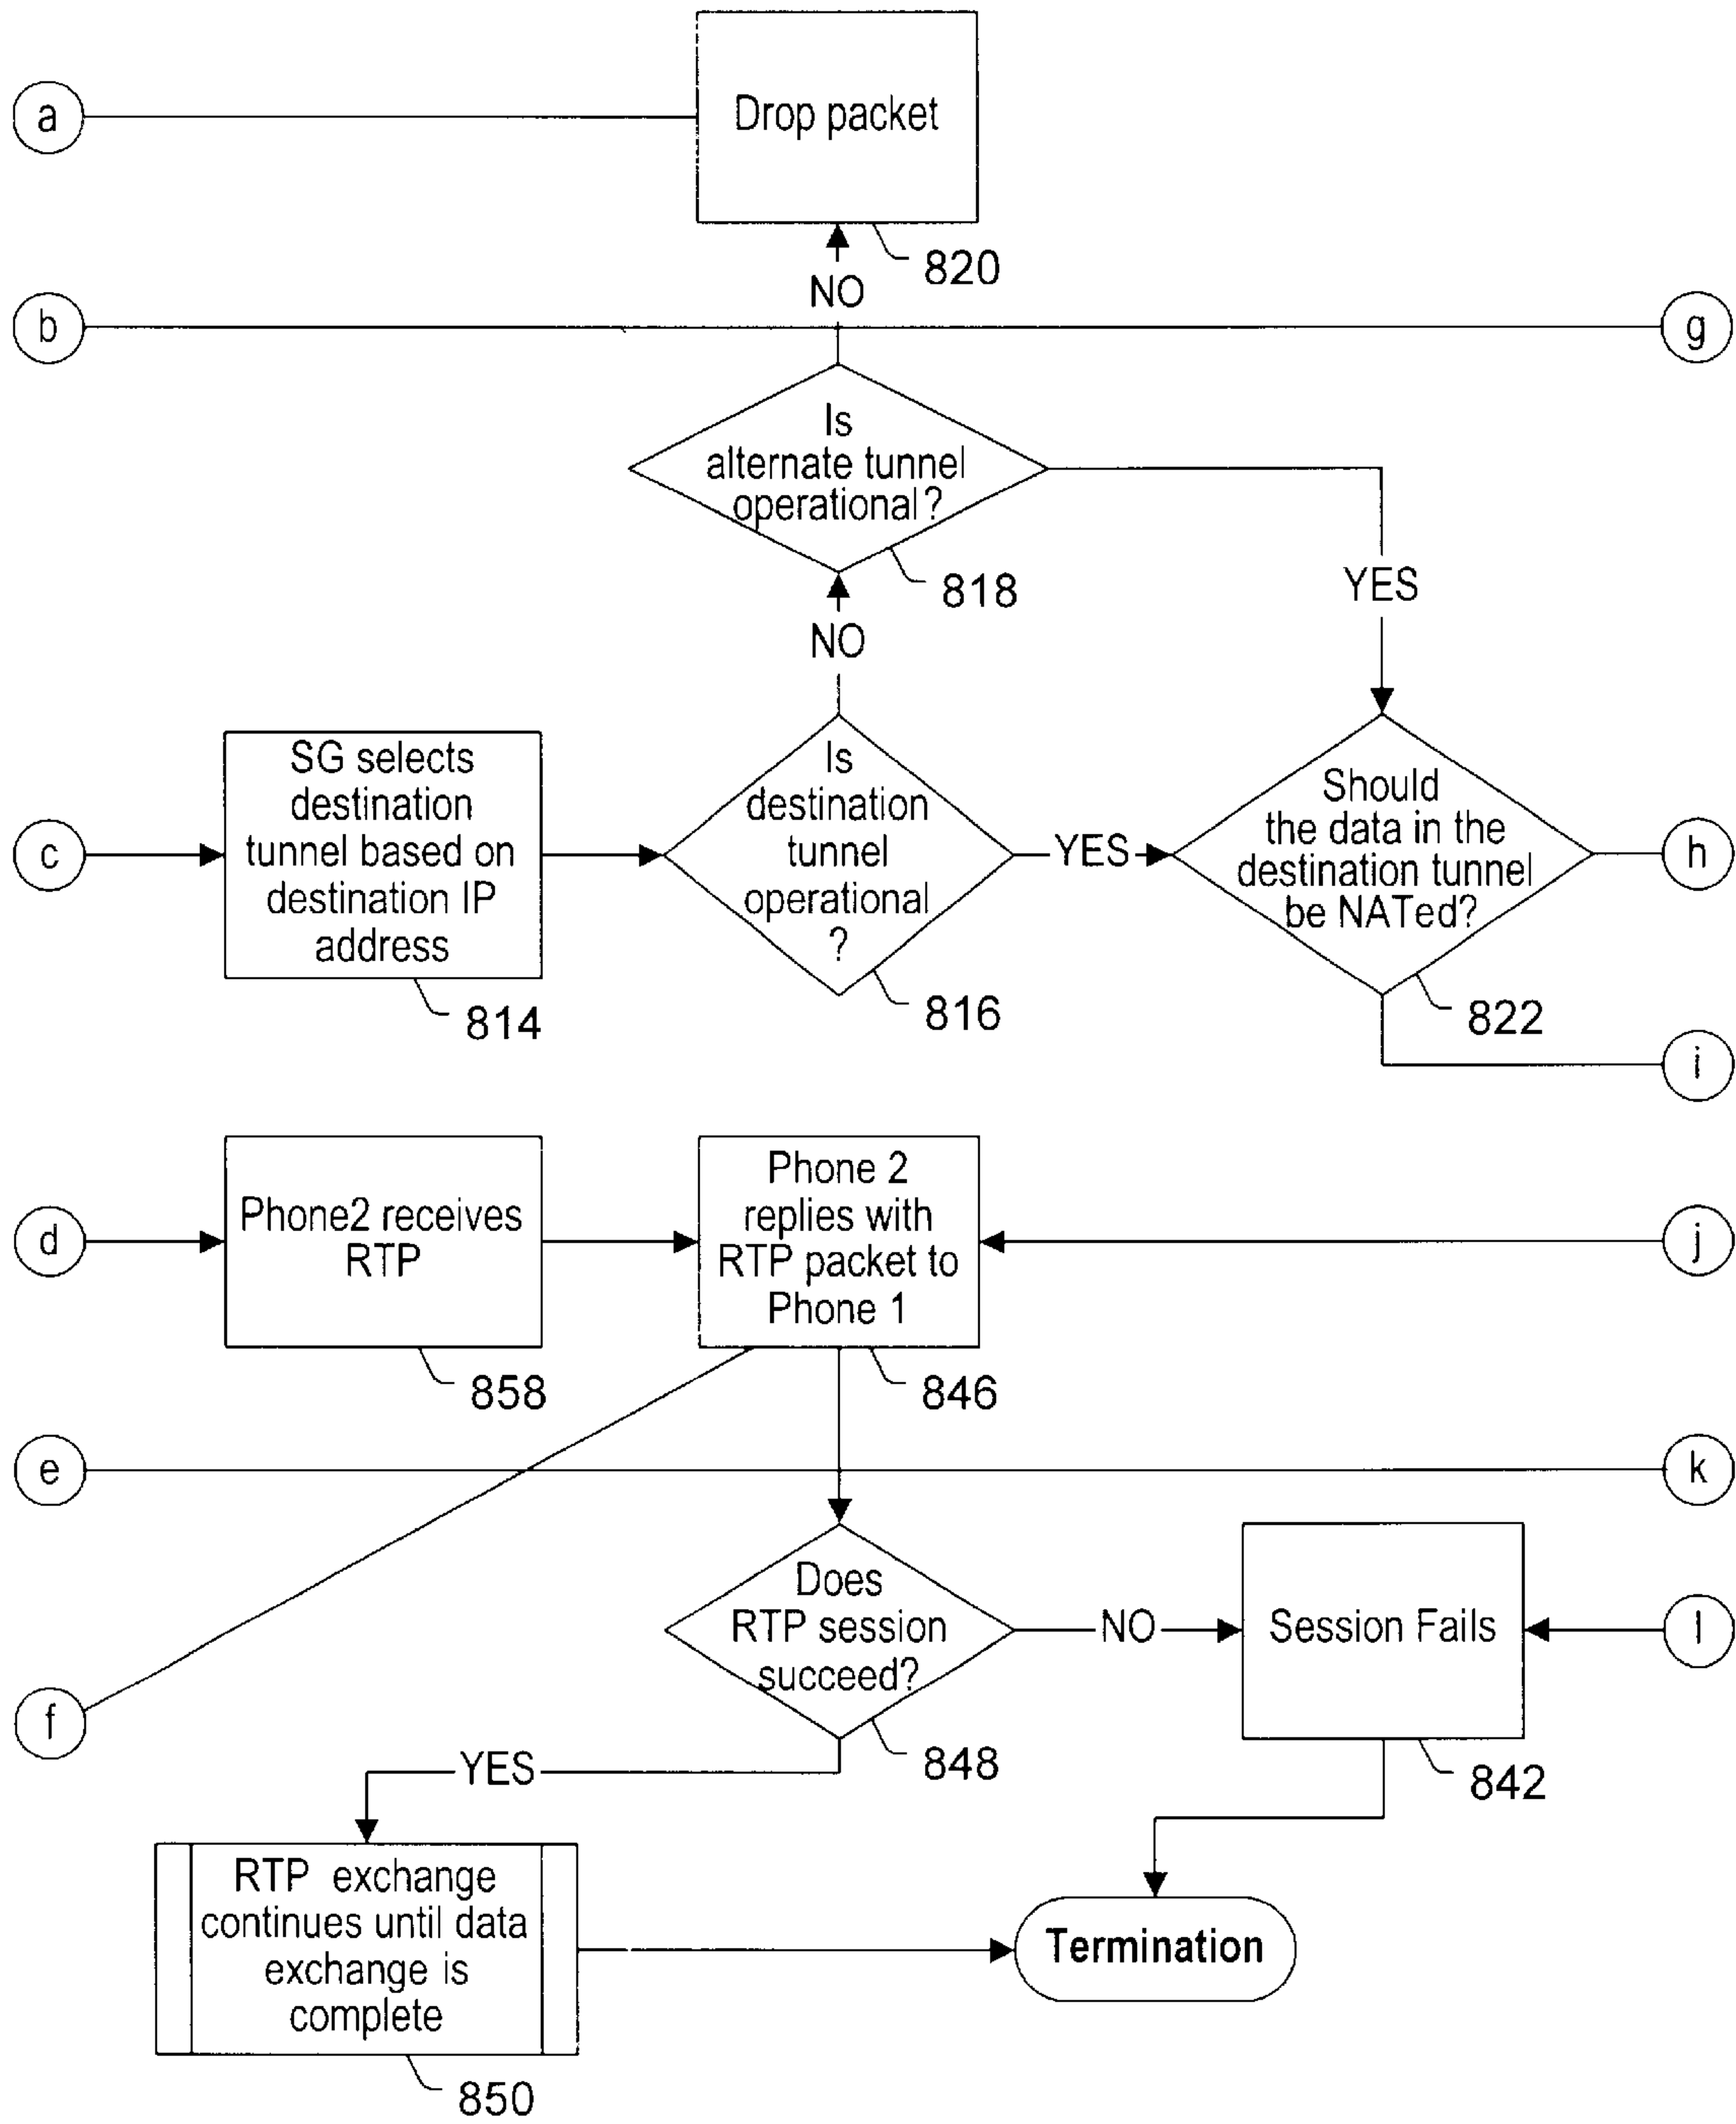 a
Drop packet
820
NO
b
g
Is
alternate tunnel
operational?
818
YES
NO
c
SG selects
destination
tunnel based on
destination IP
address
814
Is
destination
tunnel
operational
?
816
YES
Should
the data in the
destination tunnel
be NATed?
822
h
i
d
Phone2 receives
RTP
858
Phone 2
replies with
RTP packet to
Phone 1
846
j
e
k
Does
RTP session
succeed?
848
NO
Session Fails
842
l
f
YES
RTP exchange
continues until data
exchange is
complete
850
Termination